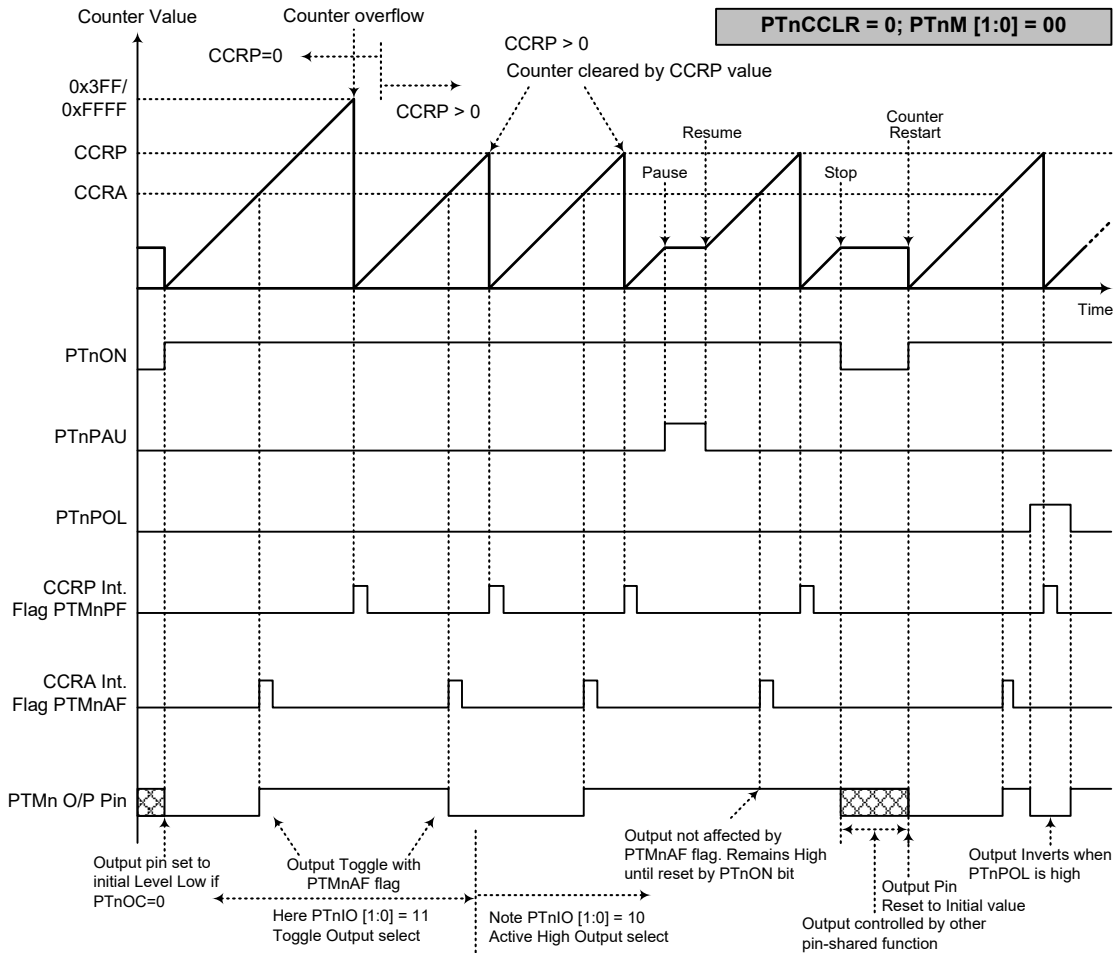 Counter Value
Counter overflow
PTnCCLR = 0; PTnM [1:0] = 00
CCRP=0
CCRP > 0
CCRP > 0
Counter cleared by CCRP value
0x3FF/
0xFFFF
CCRP
CCRA
Pause
Resume
Stop
Counter
Restart
Time
PTnON
PTnPAU
PTnPOL
CCRP Int.
Flag PTMnPF
CCRA Int.
Flag PTMnAF
PTMn O/P Pin
Output pin set to
initial Level Low if
PTnOC=0
Output Toggle with
PTMnAF flag
Here PTnIO [1:0] = 11
Toggle Output select
Note PTnIO [1:0] = 10
Active High Output select
Output not affected by
PTMnAF flag. Remains High
until reset by PTnON bit
Output Pin
Reset to Initial value
Output controlled by other
pin-shared function
Output Inverts when
PTnPOL is high